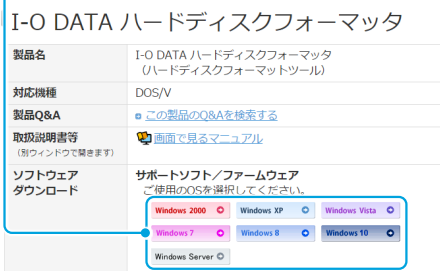 I-O DATA ハードディスクフォーマッタ
製品名
I-O DATA ハードディスクフォーマッタ
（ハードディスクフォーマットツール）
対応機種
DOS/V
製品Q&A
この製品のQ&Aを検索する
取扱説明書等
（別ウィンドウで開きます）
画面で見るマニュアル
ソフトウェア
ダウンロード
サポートソフト／ファームウェア
ご使用のOSを選択してください。
Windows 2000
Windows XP
Windows Vista
Windows 7
Windows 8
Windows 10
Windows Server